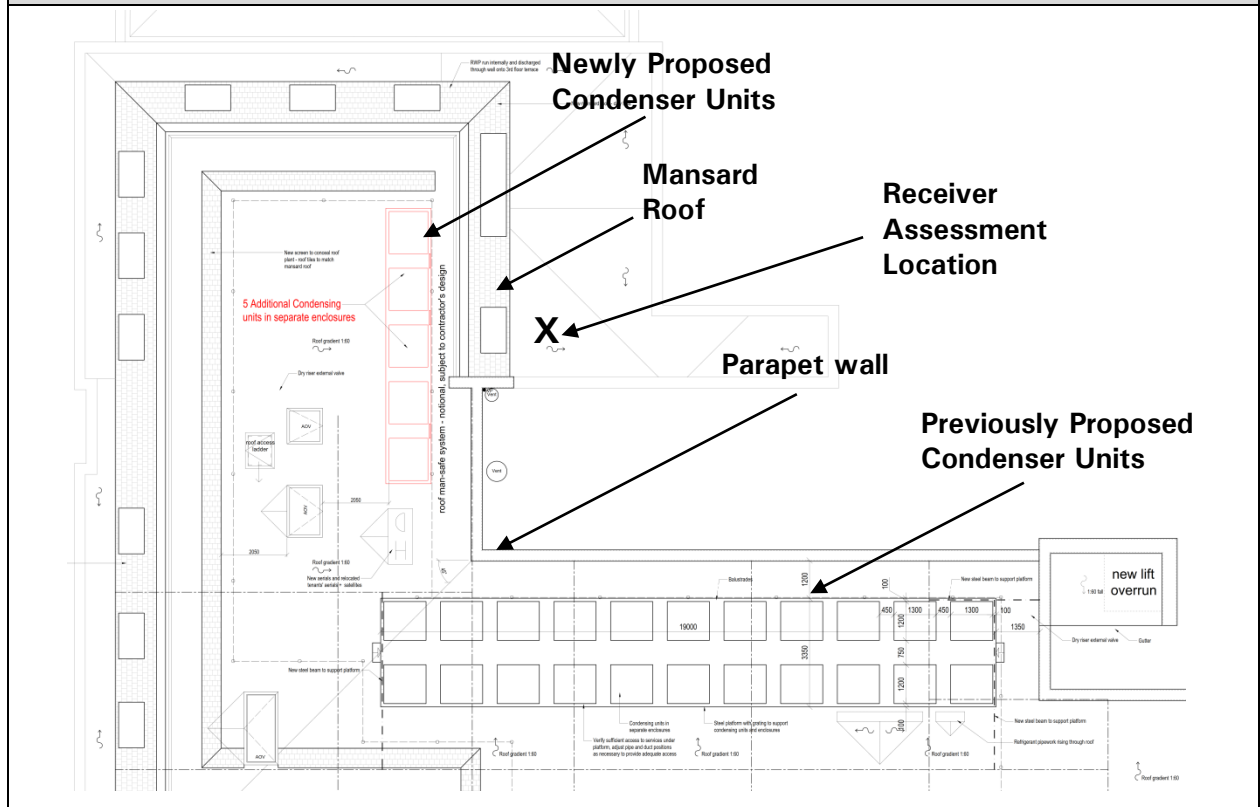 RWP run internally and discharged
through wall onto 3rd floor terrace
Newly Proposed
Condenser Units
Mansard
Roof
Receiver
Assessment
Location
New screen to conceal roof
plant - roof tiles to match
mansard roof
5 Additional Condensing
units in separate enclosures
Roof gradient 1:60
roof man-safe system - notional, subject to contractor's design
X
Dry riser external valve
Parapet wall
AOV
roof access
ladder
Vent
Vent
Previously Proposed
Condenser Units
AOV
2050
2050
Roof gradient 1:60
New aerials and relocated
tenants' aerials + satellites
Balustrades
1200
100
New steel beam to support platform
450
1300
450
1300
100
new lift
overrun
1:60 fall
19000
1200
1350
Dry riser external valve
Gutter
3350
750
New steel beam to support platform
1200
100
Condensing units in
separate enclosures
Steel platform with grating to support
condensing units and enclosures
Verify sufficient access to services under
platform, adjust pipe and duct positions
as necessary to provide adequate access
New steel beam to support platform
Refrigerant pipework rising through roof
AOV
Roof gradient 1:60
Roof gradient 1:60
Roof gradient 1:60
Roof gradient 1:60